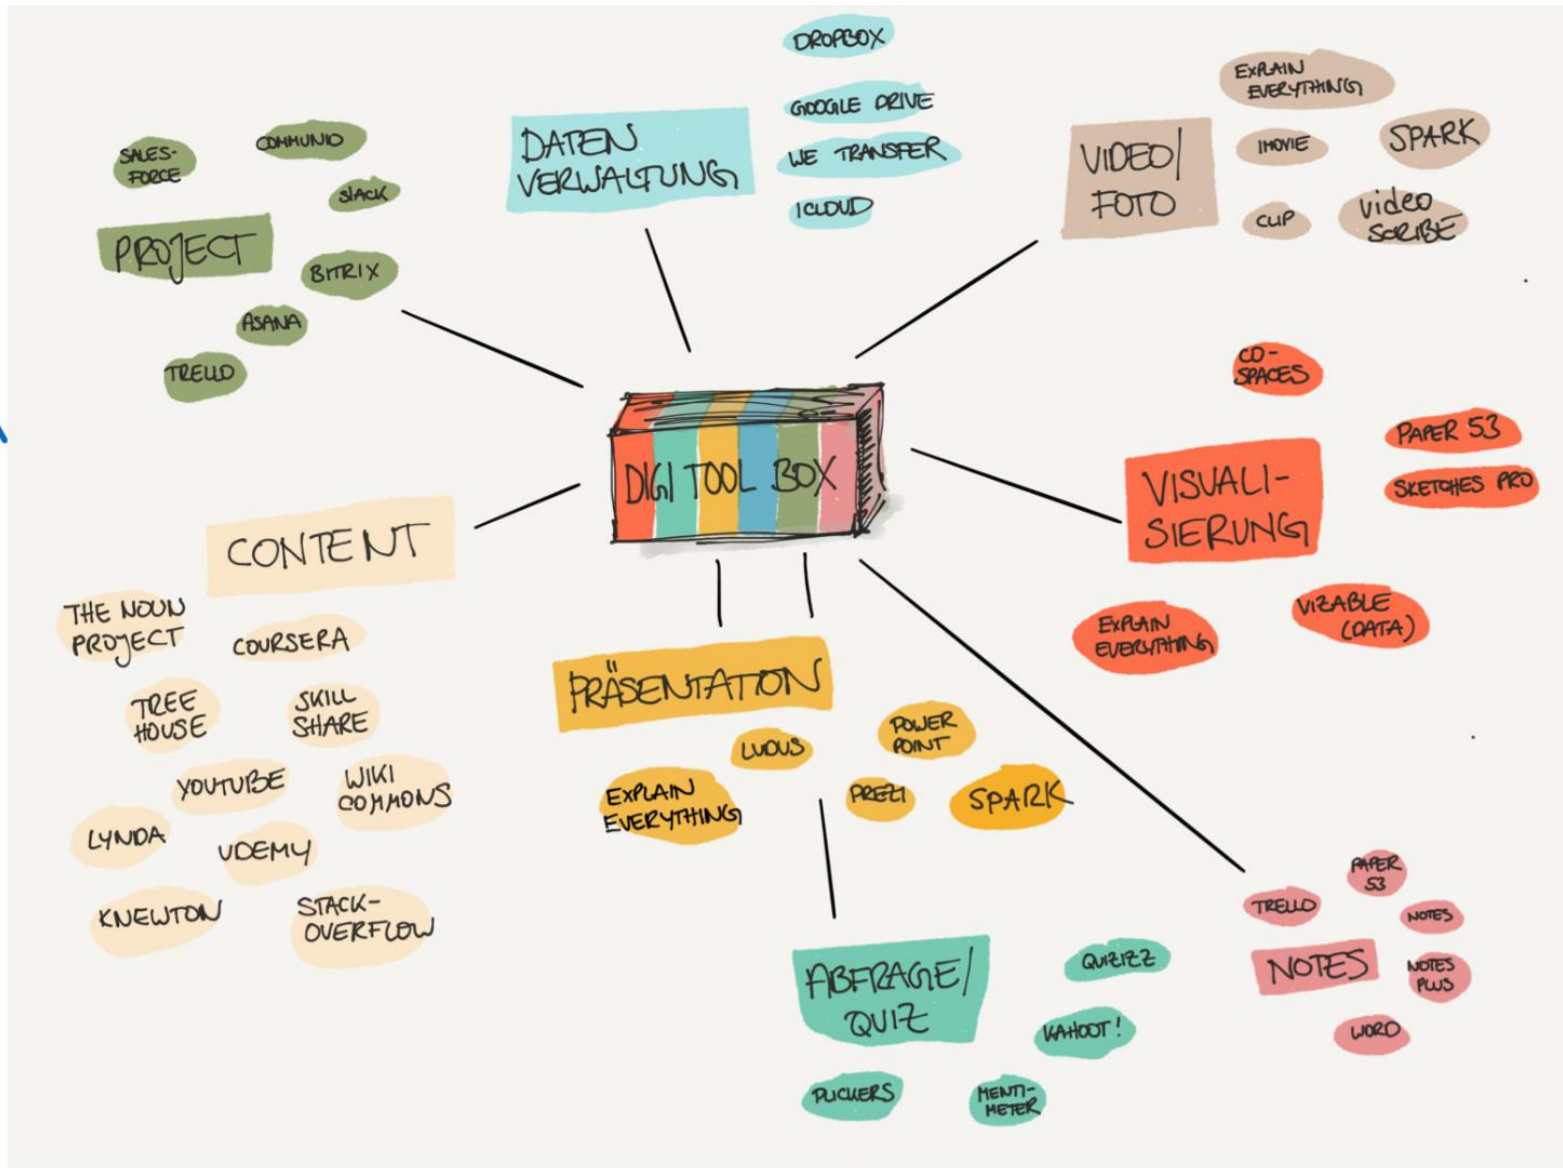 DROPBOX
GOOGLE DRIVE
WE TRANSFER
ICLOUD
DATEN
VERWALTUNG
EXPLAIN
EVERYTHING
IMOVIE
SPARK
CLIP
video
SCRIBE
VIDEO/
FOTO
SALES-
FORCE
COMMUNIO
SLACK
PROJECT
BITRIX
ASANA
TRELLO
CO-
SPACES
PAPER 53
SKETCHES PRO
VISUALI-
SIERUNG
EXPLAIN
EVERYTHING
VIZABLE
(DATA)
DIGI TOOL BOX
CONTENT
THE NOUN
PROJECT
COURSERA
TREE
HOUSE
SKILL
SHARE
YOUTUBE
WIKI
COMMONS
LYNDA
UDEMY
KNEWTON
STACK-
OVERFLOW
PRÄSENTATION
LUDUS
POWER
POINT
EXPLAIN
EVERYTHING
PREZI
SPARK
ABFRAGE/
QUIZ
QUIZIZZ
KAHOOT!
PLICKERS
MENTI-
METER
PAPER
53
TRELLO
NOTES
NOTES
NOTES
PLUS
WORD